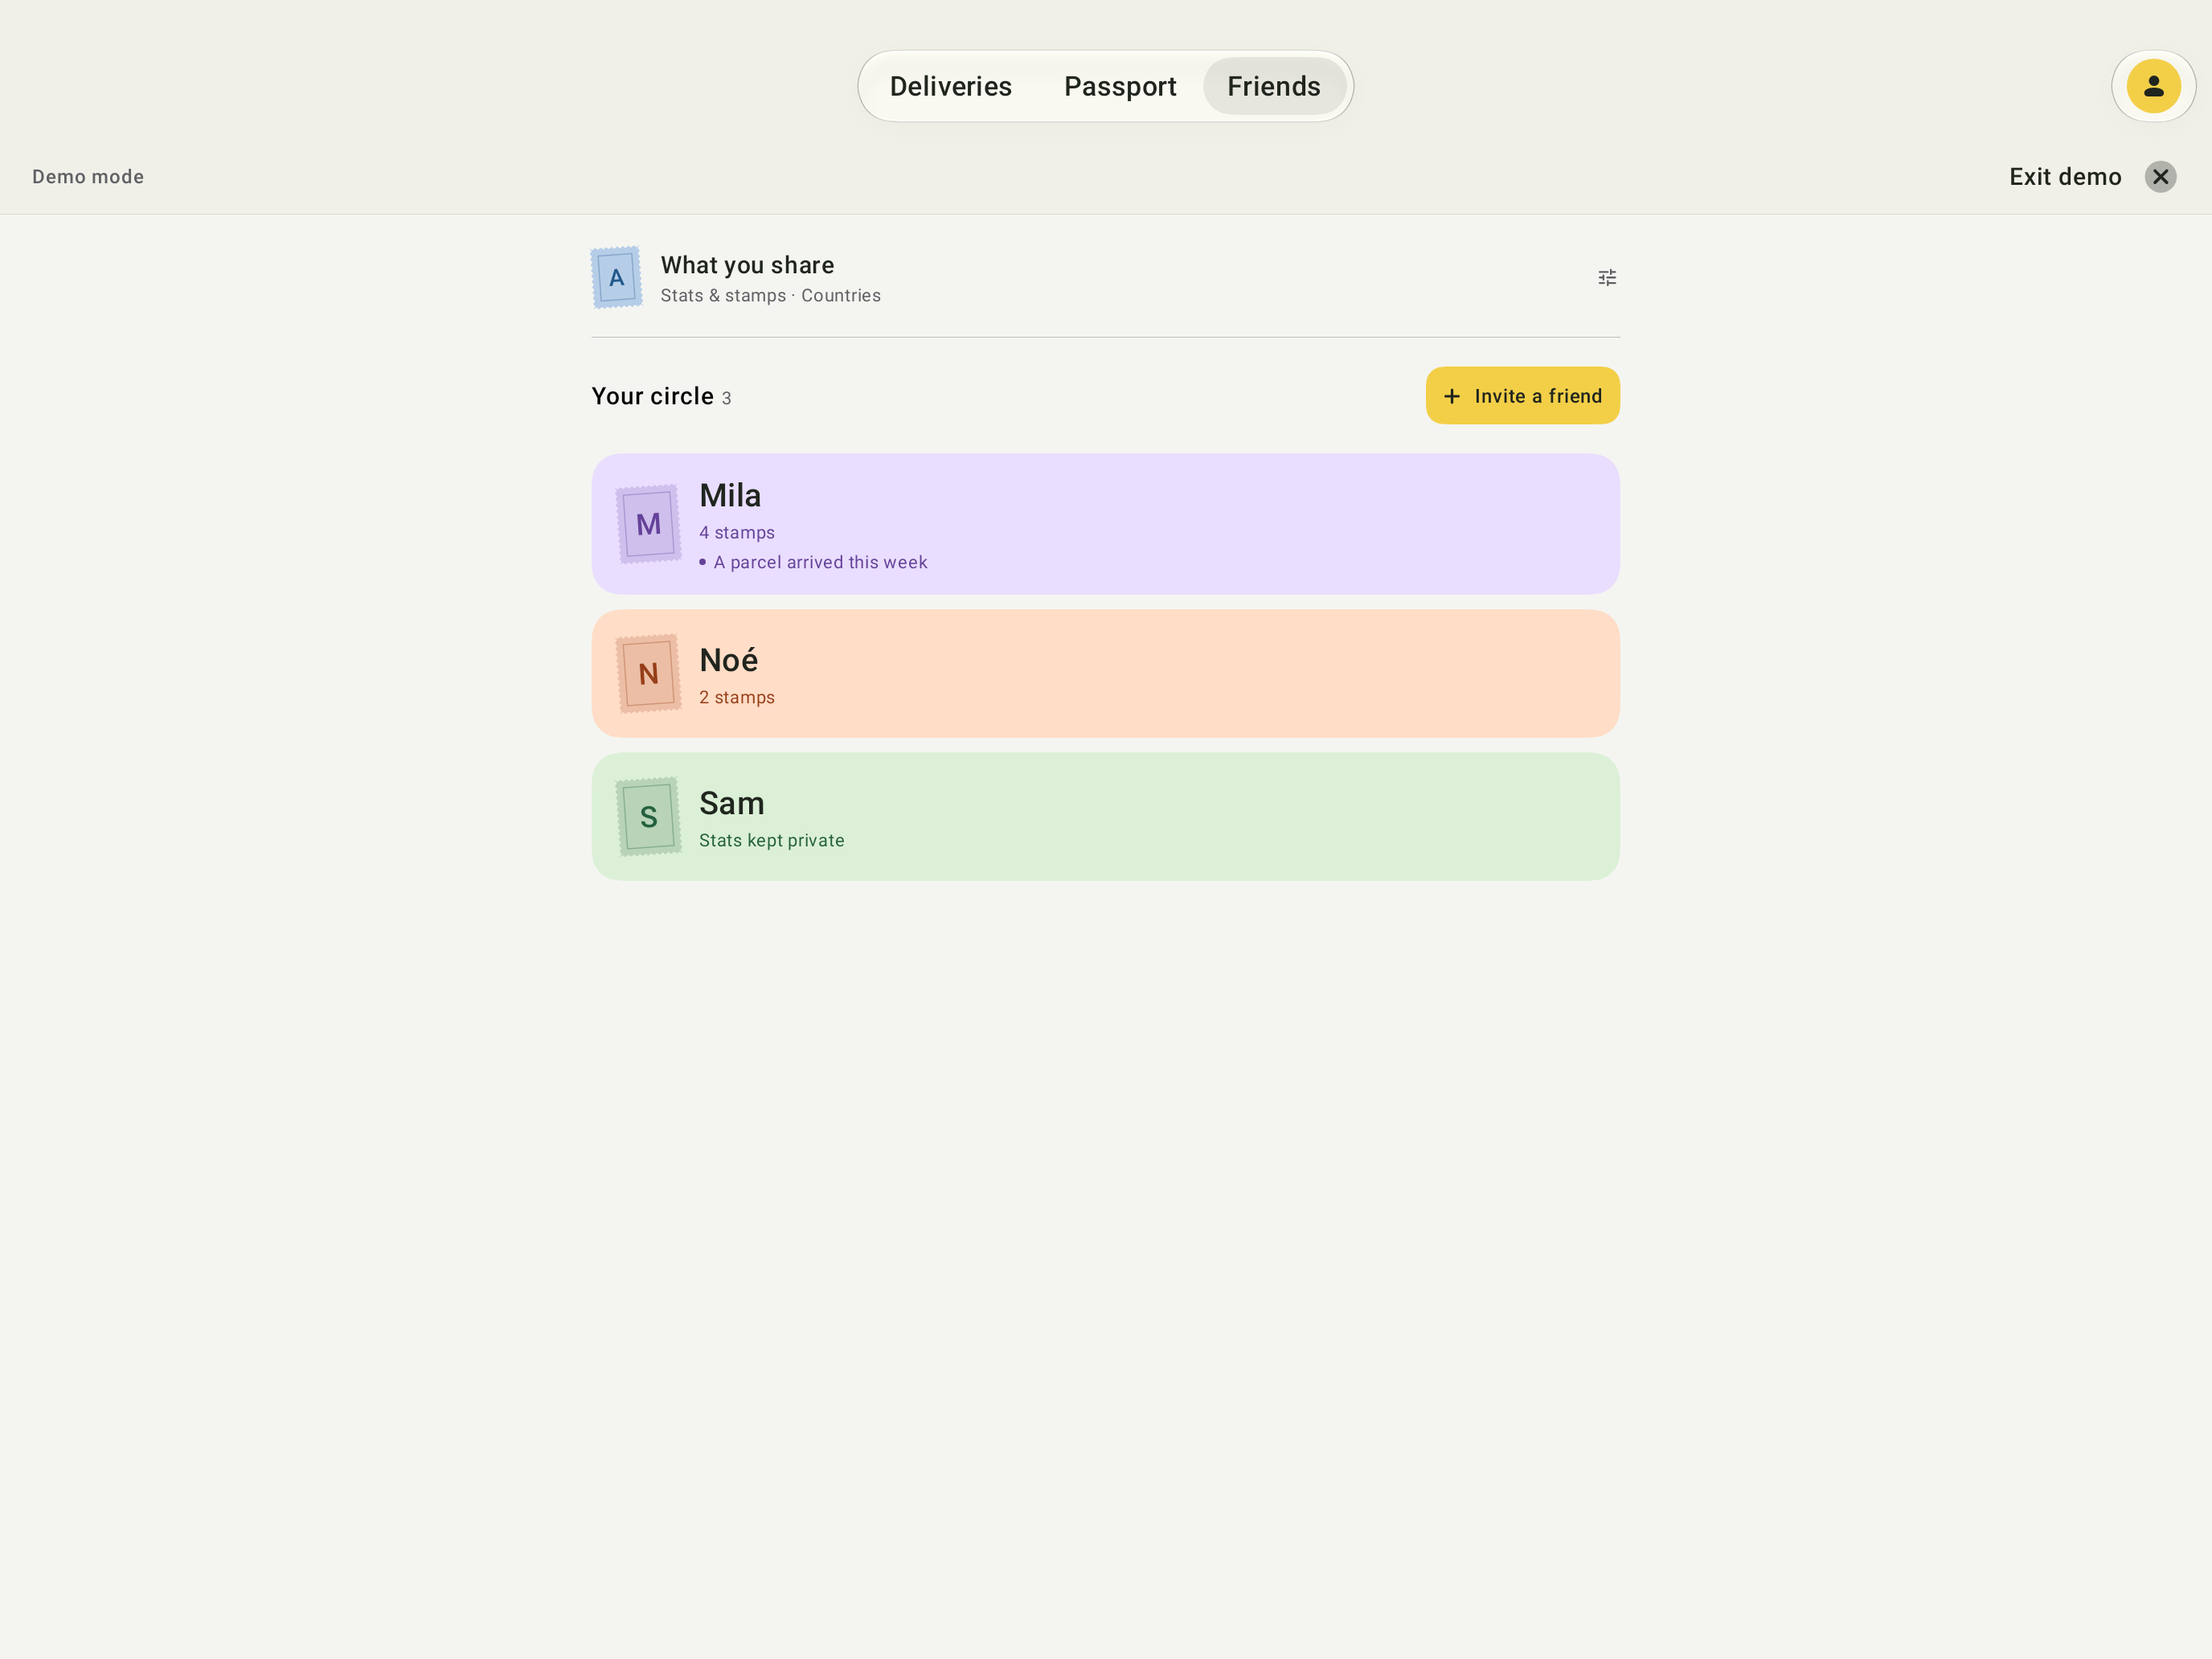 Deliveries Passport Friends
Demo mode
Exit demo
A
What you share
Stats & stamps · Countries
Your circle 3
+ Invite a friend
M
Mila
4 stamps
• A parcel arrived this week
N
Noé
2 stamps
S
Sam
Stats kept private